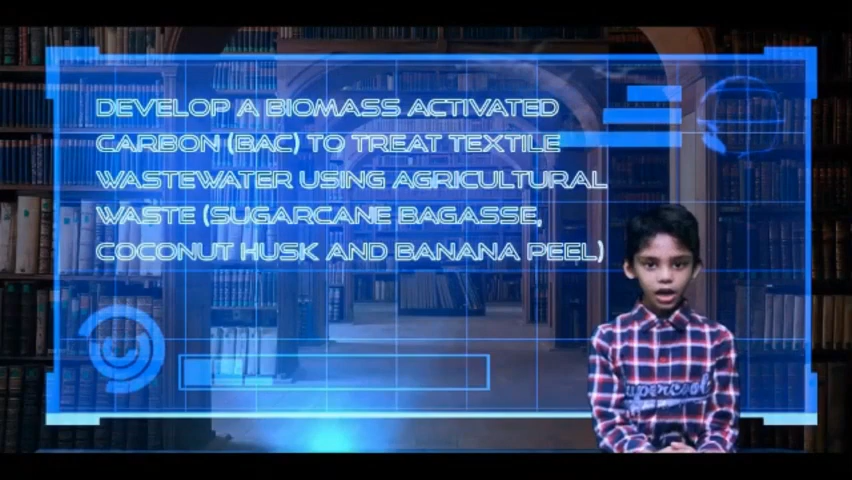 DEVELOP A BIOMASS ACTIVATED
CARBON (BAC) TO TREAT TEXTILE
WASTEWATER USING AGRICULTURAL
WASTE (SUGARCANE BAGASSE,
COCONUT HUSK AND BANANA PEEL)
supercool